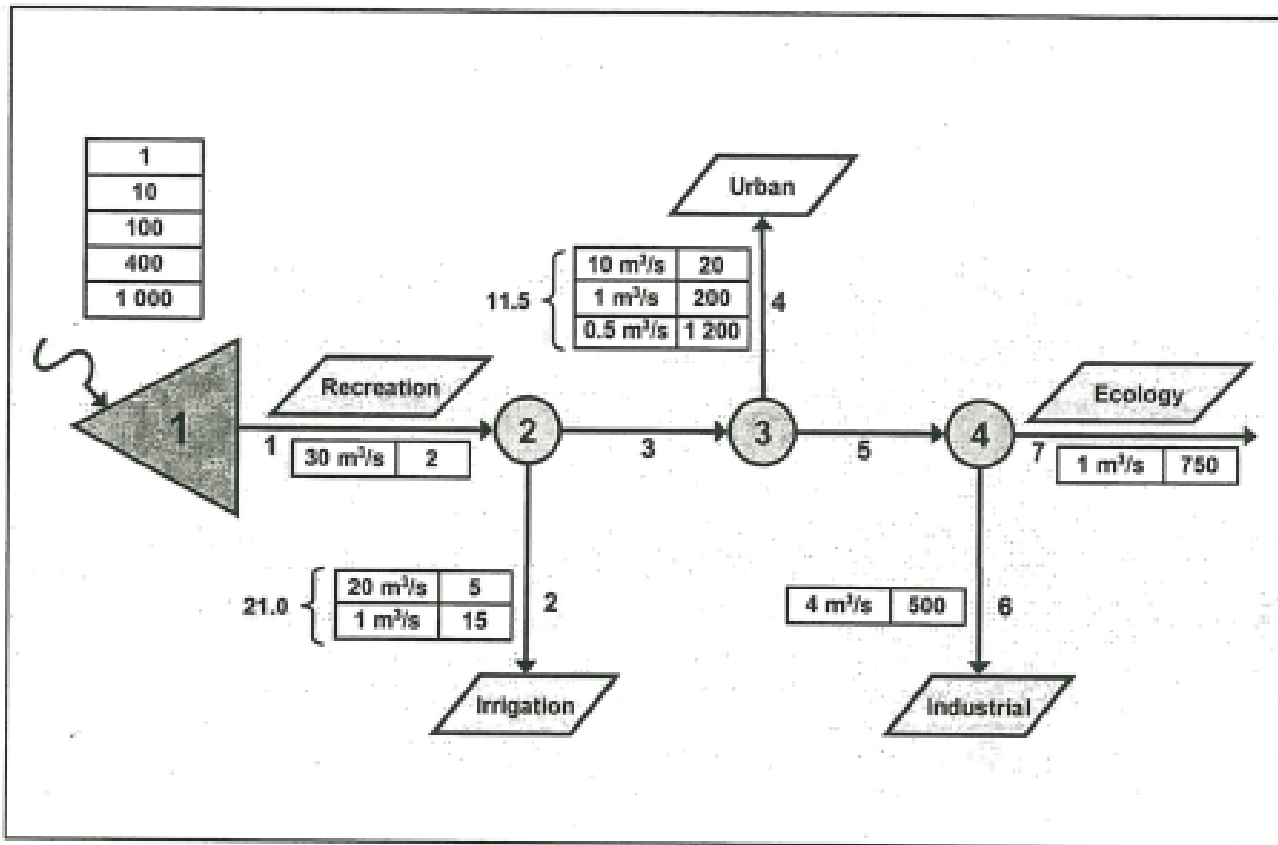 1
10
100
400
1 000
Urban
11.5
10 m³/s 20
1 m³/s 200
0.5 m³/s 1 200
4
Recreation
Ecology
1
1
30 m³/s 2
2
3
3
5
4
7
1 m³/s 750
21.0
20 m³/s 5
1 m³/s 15
2
4 m³/s 500
6
Irrigation
Industrial